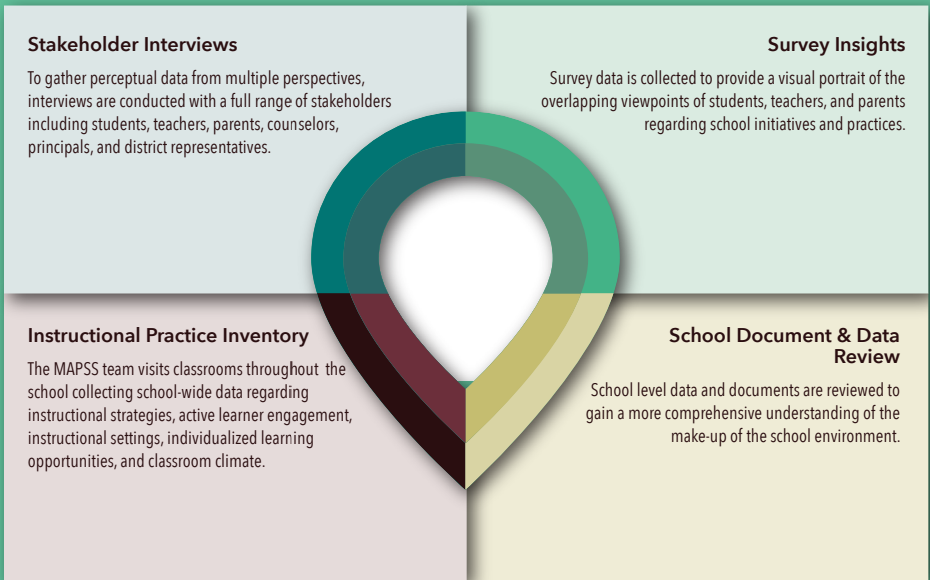 Stakeholder Interviews
To gather perceptual data from multiple perspectives,
interviews are conducted with a full range of stakeholders
including students, teachers, parents, counselors,
principals, and district representatives.
Survey Insights
Survey data is collected to provide a visual portrait of the
overlapping viewpoints of students, teachers, and parents
regarding school initiatives and practices.
Instructional Practice Inventory
The MAPSS team visits classrooms throughout the
school collecting school-wide data regarding
instructional strategies, active learner engagement,
instructional settings, individualized learning
opportunities, and classroom climate.
School Document & Data
Review
School level data and documents are reviewed to
gain a more comprehensive understanding of the
make-up of the school environment.